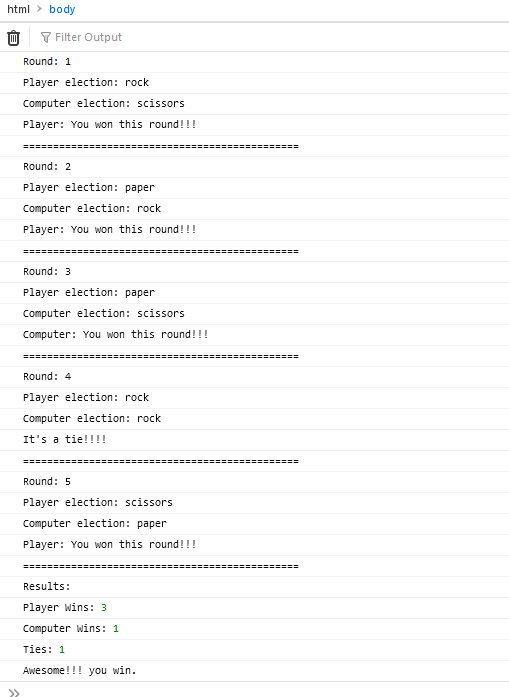 html > body
Filter Output
Round: 1
Player election: rock
Computer election: scissors
Player: You won this round!!!
==============================================
Round: 2
Player election: paper
Computer election: rock
Player: You won this round!!!
==============================================
Round: 3
Player election: paper
Computer election: scissors
Computer: You won this round!!!
==============================================
Round: 4
Player election: rock
Computer election: rock
It's a tie!!!!
==============================================
Round: 5
Player election: scissors
Computer election: paper
Player: You won this round!!!
==============================================
Results:
Player Wins: 3
Computer Wins: 1
Ties: 1
Awesome!!! you win.
»